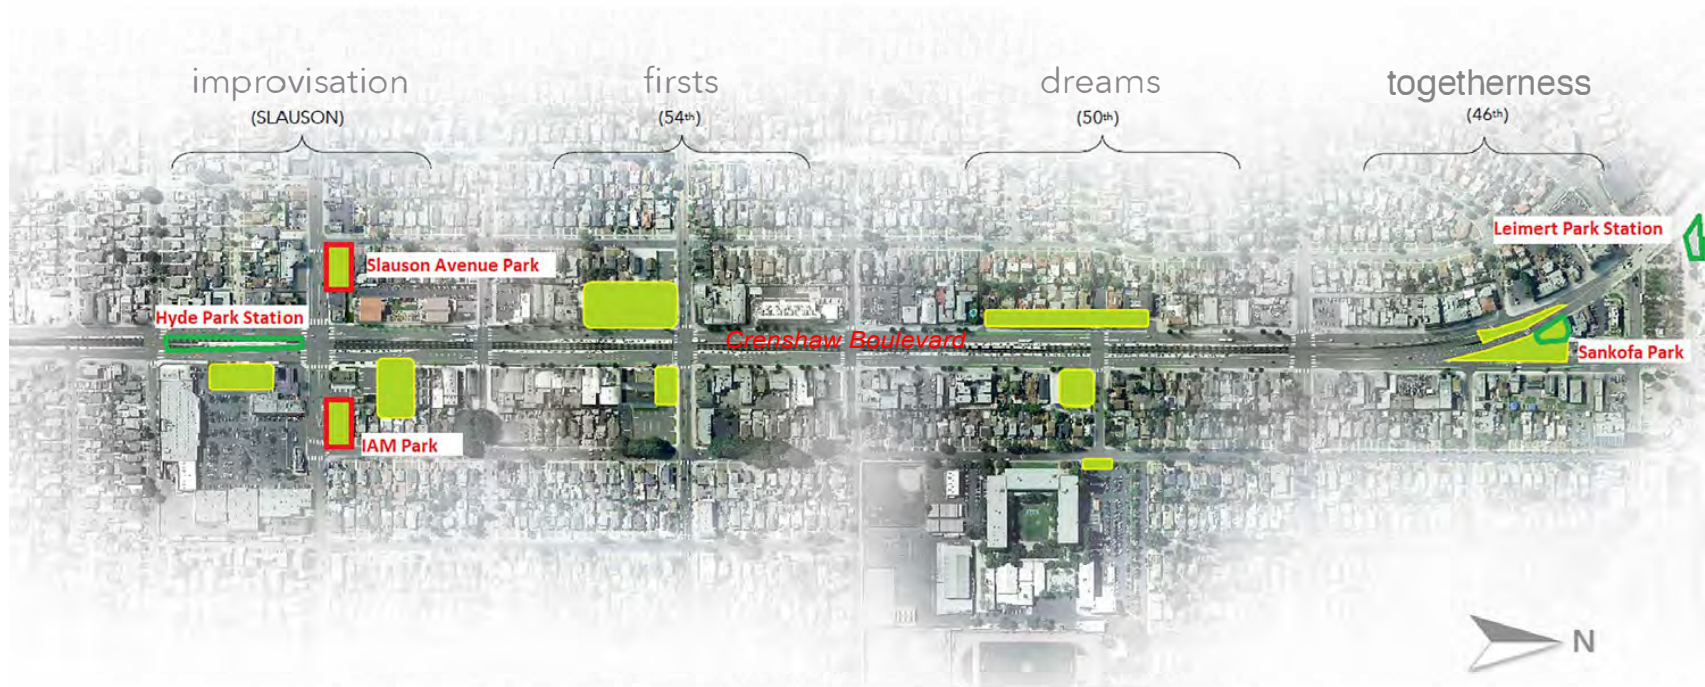 improvisation
(SLAUSON)
firsts
(54th)
dreams
(50th)
togetherness
(46th)
Leimert Park Station
Slauson Avenue Park
Hyde Park Station
Crenshaw Boulevard
Sankofa Park
IAM Park
N